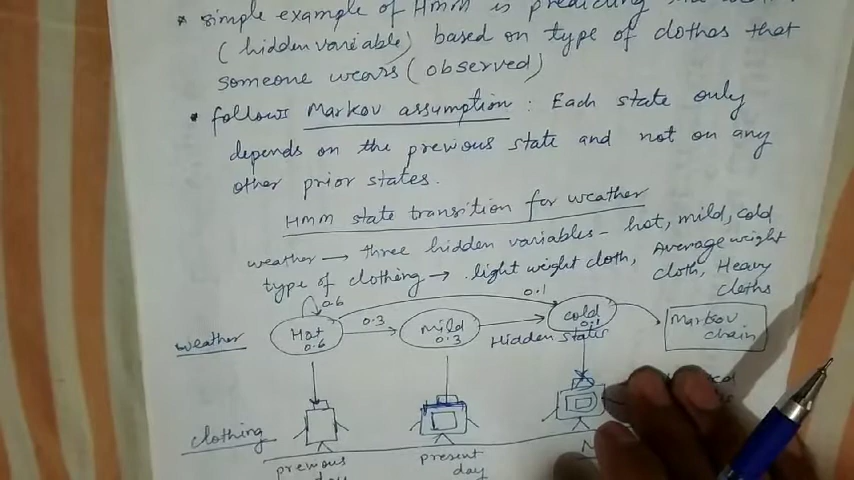 simple example of HMM is predicting
(hidden variable) based on type of clothes that
someone wears (observed)
follows Markov assumption : Each state only
depends on the previous state and not on any
other prior states.
HMM state transition for weather
weather → three hidden variables - hot, mild, cold
type of clothing → light weight cloth, Average weight
cloth, Heavy
cloths
0.6
0.3
0.1
weather
Hot
0.6
mild
0.3
cold
0.1
Hidden states
Markov
chain
clothing
previous
present
day